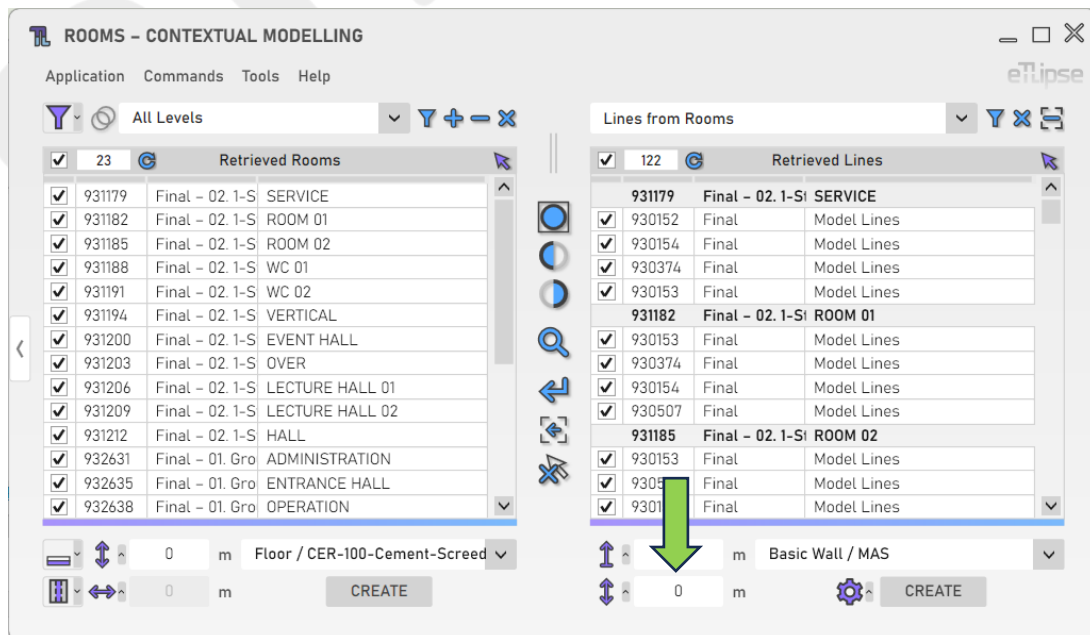 ROOMS – CONTEXTUAL MODELLING
Application Commands Tools Help
eTLipse
All Levels
Lines from Rooms
23 Retrieved Rooms
122 Retrieved Lines
931179 Final – 02. 1-S SERVICE
931182 Final – 02. 1-S ROOM 01
931185 Final – 02. 1-S ROOM 02
931188 Final – 02. 1-S WC 01
931191 Final – 02. 1-S WC 02
931194 Final – 02. 1-S VERTICAL
931200 Final – 02. 1-S EVENT HALL
931203 Final – 02. 1-S OVER
931206 Final – 02. 1-S LECTURE HALL 01
931209 Final – 02. 1-S LECTURE HALL 02
931212 Final – 02. 1-S HALL
932631 Final – 01. Gro ADMINISTRATION
932635 Final – 01. Gro ENTRANCE HALL
932638 Final – 01. Gro OPERATION
931179 Final – 02. 1-St SERVICE
930152 Final Model Lines
930154 Final Model Lines
930374 Final Model Lines
930153 Final Model Lines
931182 Final – 02. 1-St ROOM 01
930153 Final Model Lines
930374 Final Model Lines
930154 Final Model Lines
930507 Final Model Lines
931185 Final – 02. 1-St ROOM 02
930153 Final Model Lines
Final Model Lines
Final Model Lines
0 m Floor / CER-100-Cement-Screed
0 m CREATE
m Basic Wall / MAS
0 m CREATE